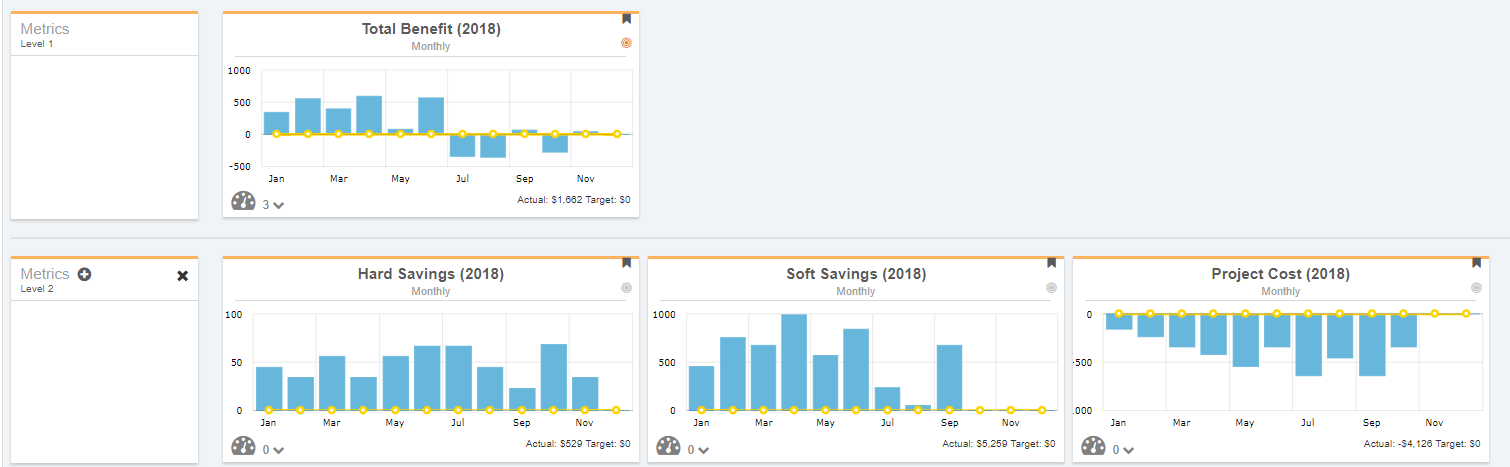 Metrics
Level 1
Total Benefit (2018)
Monthly
1000
500
0
-500
Jan Mar May Jul Sep Nov
3
Actual: $1,662 Target: $0
Metrics
Level 2
Hard Savings (2018)
Monthly
100
50
0
Jan Mar May Jul Sep Nov
0
Actual: $529 Target: $0
Soft Savings (2018)
Monthly
1000
500
0
Jan Mar May Jul Sep Nov
0
Actual: $5,259 Target: $0
Project Cost (2018)
Monthly
0
-500
.000
Jan Mar May Jul Sep Nov
0
Actual: -$4,126 Target: $0